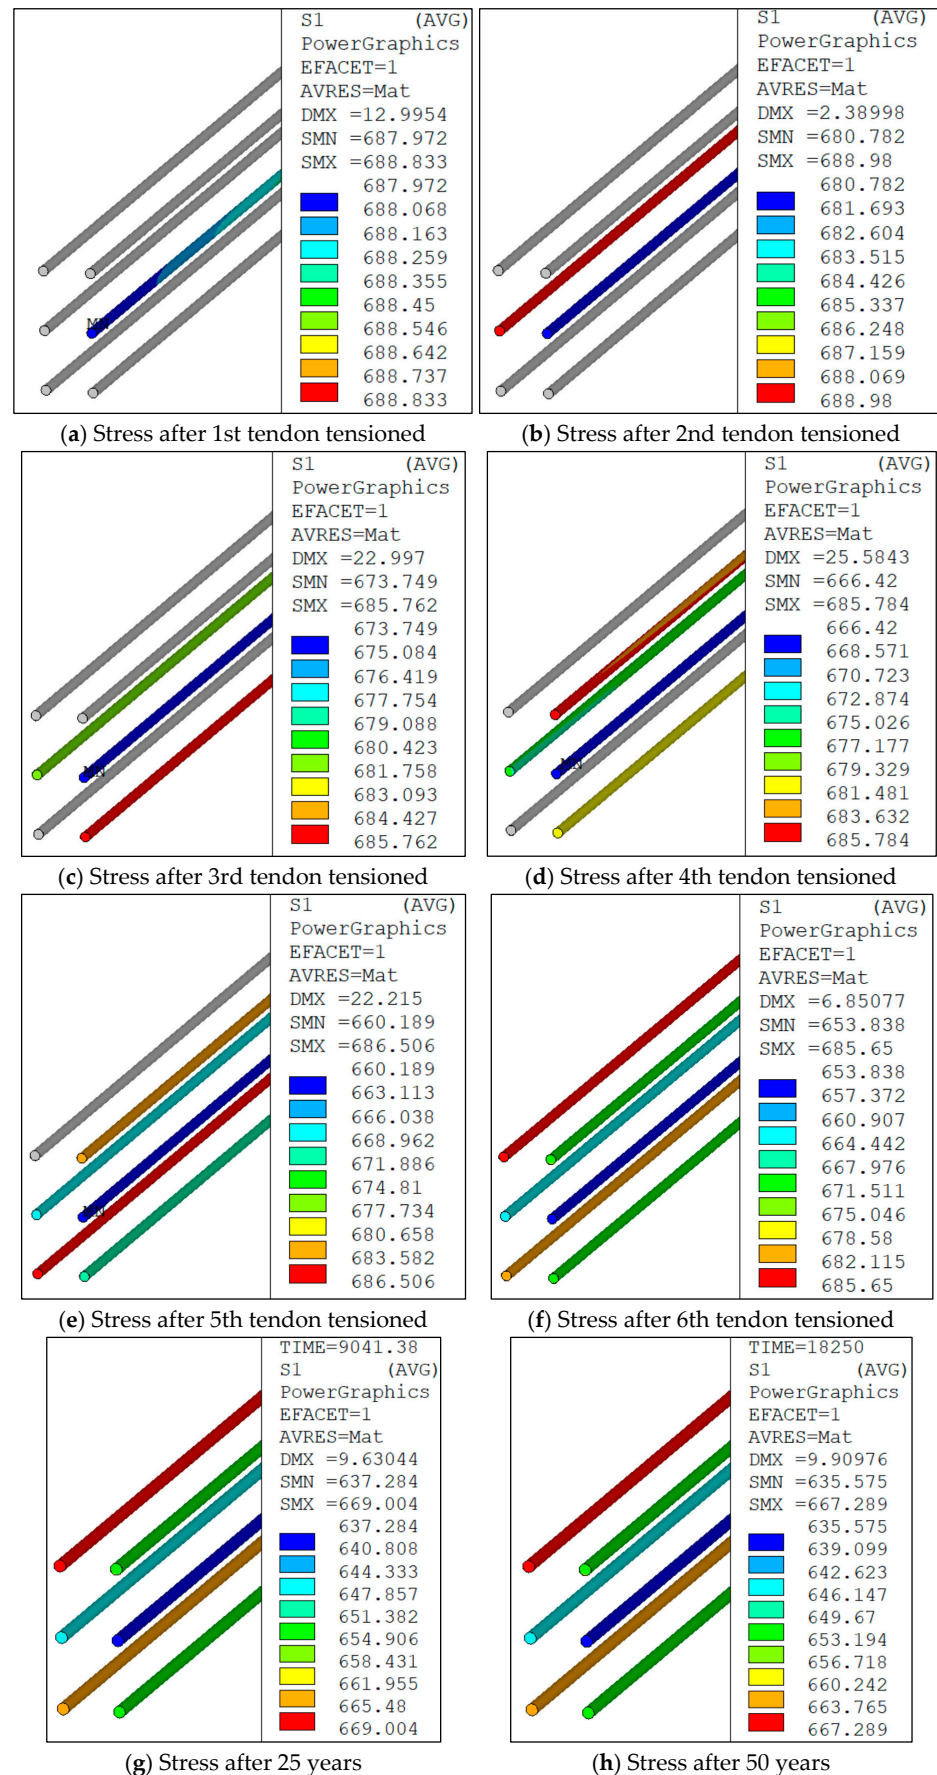 S1 (AVG)
PowerGraphics
EFACET=1
AVRES=Mat
DMX =12.9954
SMN =687.972
SMX =688.833
687.972
688.068
688.163
688.259
688.355
688.45
688.546
688.642
688.737
688.833
MN
(a) Stress after 1st tendon tensioned
S1 (AVG)
PowerGraphics
EFACET=1
AVRES=Mat
DMX =2.38998
SMN =680.782
SMX =688.98
680.782
681.693
682.604
683.515
684.426
685.337
686.248
687.159
688.069
688.98
(b) Stress after 2nd tendon tensioned
S1 (AVG)
PowerGraphics
EFACET=1
AVRES=Mat
DMX =22.997
SMN =673.749
SMX =685.762
673.749
675.084
676.419
677.754
679.088
680.423
681.758
683.093
684.427
685.762
MN
(c) Stress after 3rd tendon tensioned
S1 (AVG)
PowerGraphics
EFACET=1
AVRES=Mat
DMX =25.5843
SMN =666.42
SMX =685.784
666.42
668.571
670.723
672.874
675.026
677.177
679.329
681.481
683.632
685.784
MN
(d) Stress after 4th tendon tensioned
S1 (AVG)
PowerGraphics
EFACET=1
AVRES=Mat
DMX =22.215
SMN =660.189
SMX =686.506
660.189
663.113
666.038
668.962
671.886
674.81
677.734
680.658
683.582
686.506
MN
(e) Stress after 5th tendon tensioned
S1 (AVG)
PowerGraphics
EFACET=1
AVRES=Mat
DMX =6.85077
SMN =653.838
SMX =685.65
653.838
657.372
660.907
664.442
667.976
671.511
675.046
678.58
682.115
685.65
(f) Stress after 6th tendon tensioned
TIME=9041.38
S1 (AVG)
PowerGraphics
EFACET=1
AVRES=Mat
DMX =9.63044
SMN =637.284
SMX =669.004
637.284
640.808
644.333
647.857
651.382
654.906
658.431
661.955
665.48
669.004
(g) Stress after 25 years
TIME=18250
S1 (AVG)
PowerGraphics
EFACET=1
AVRES=Mat
DMX =9.90976
SMN =635.575
SMX =667.289
635.575
639.099
642.623
646.147
649.67
653.194
656.718
660.242
663.765
667.289
(h) Stress after 50 years